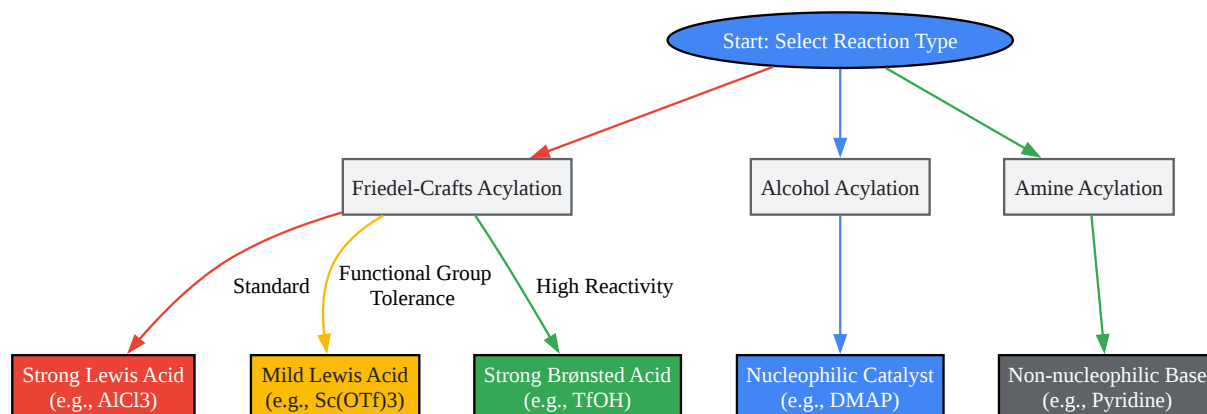 Start: Select Reaction Type
Friedel-Crafts Acylation
Alcohol Acylation
Amine Acylation
Standard
Functional Group
Tolerance
High Reactivity
Strong Lewis Acid
(e.g., AlCl3)
Mild Lewis Acid
(e.g., Sc(OTf)3)
Strong Brønsted Acid
(e.g., TfOH)
Nucleophilic Catalyst
(e.g., DMAP)
Non-nucleophilic Base
(e.g., Pyridine)